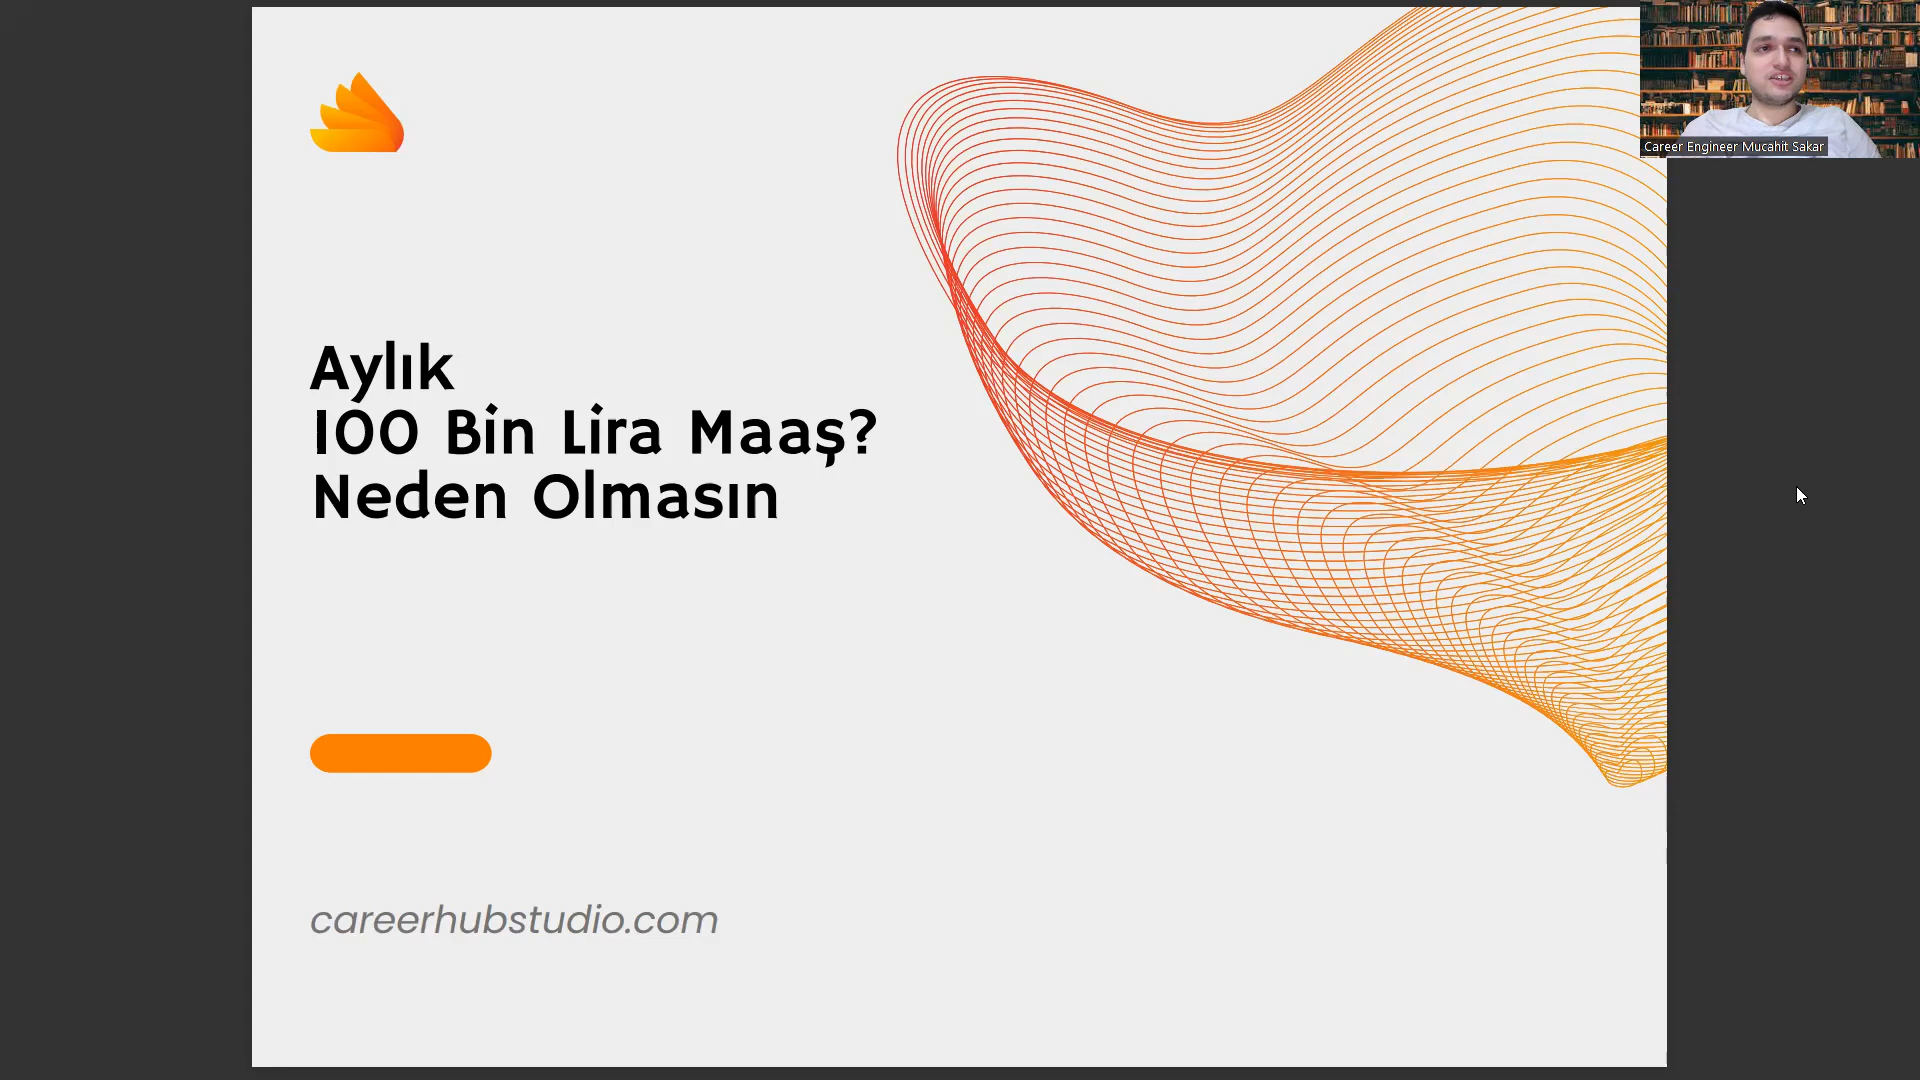 Career Engineer Mucahit Sakar
Aylık
100 Bin Lira Maaş?
Neden Olmasın
careerhubstudio.com